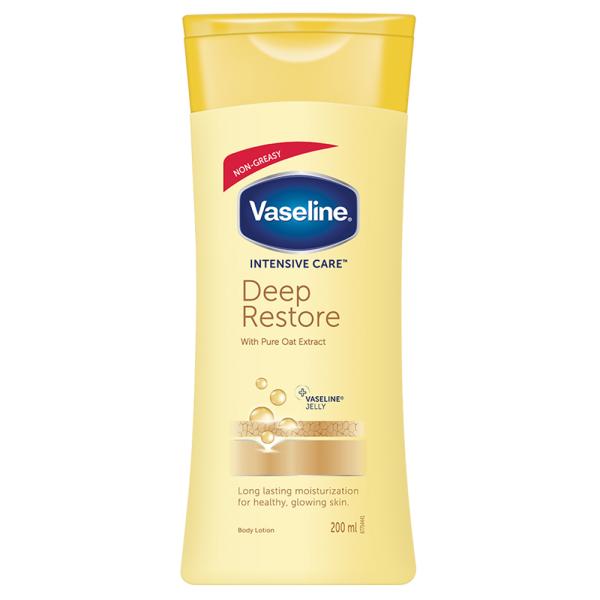 NON-GREASY
Vaseline®
INTENSIVE CARE™
Deep
Restore
With Pure Oat Extract
VASELINE®
JELLY
Long lasting moisturization
for healthy, glowing skin.
Body Lotion
200 ml